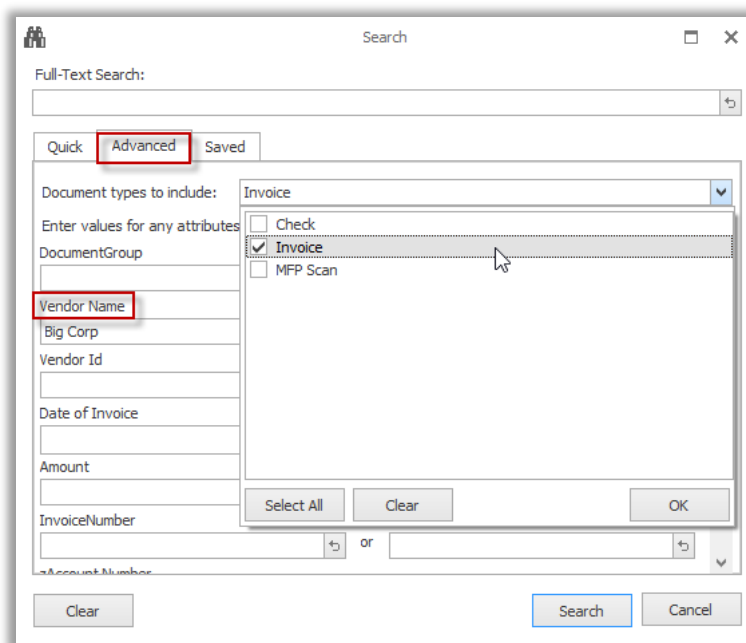 Search
Full-Text Search:
Quick Advanced Saved
Document types to include: Invoice
Enter values for any attributes
Check
Invoice
MFP Scan
DocumentGroup
Vendor Name
Big Corp
Vendor Id
Date of Invoice
Amount
Select All Clear OK
InvoiceNumber
or
zAccount Number
Clear Search Cancel